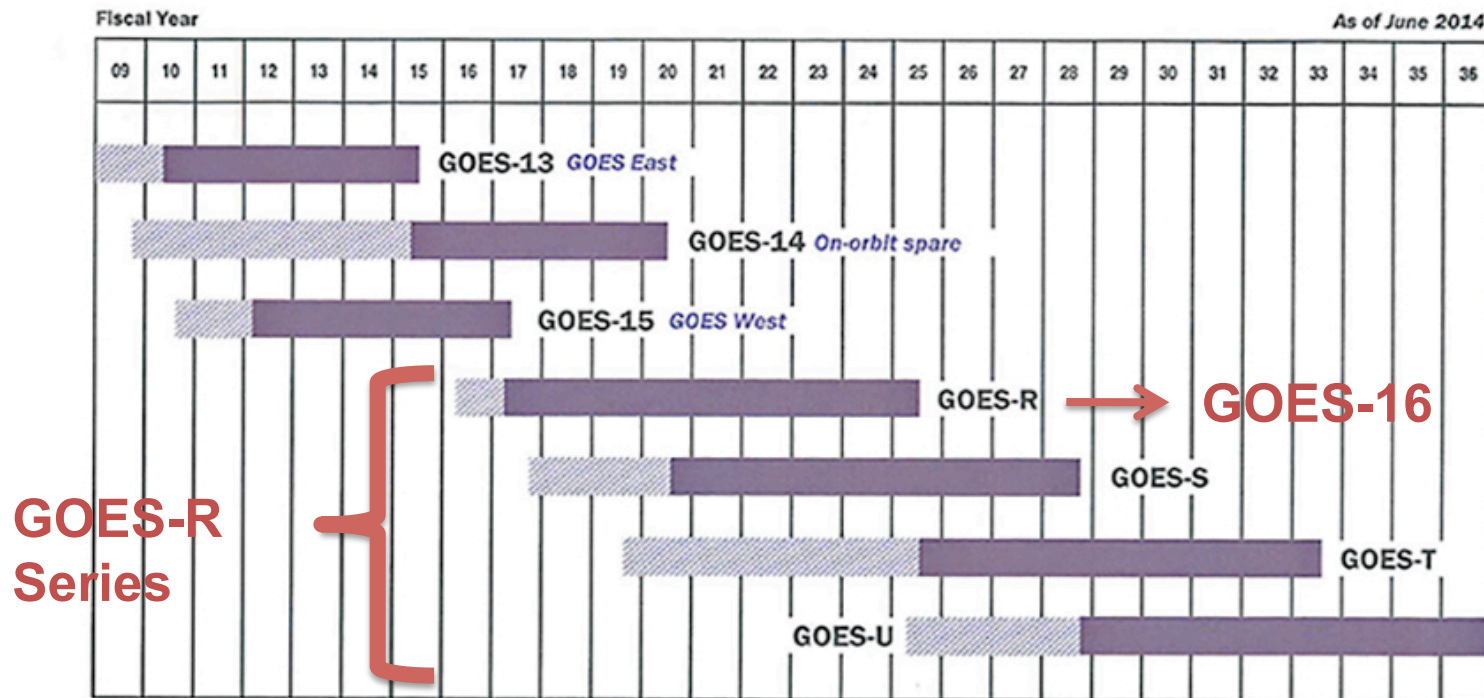 Fiscal Year As of June 2014
09 10 11 12 13 14 15 16 17 18 19 20 21 22 23 24 25 26 27 28 29 30 31 32 33 34 35 36
GOES-13 GOES East
GOES-14 On-orbit spare
GOES-15 GOES West
GOES-R GOES-16
GOES-S
GOES-R
Series
GOES-T
GOES-U